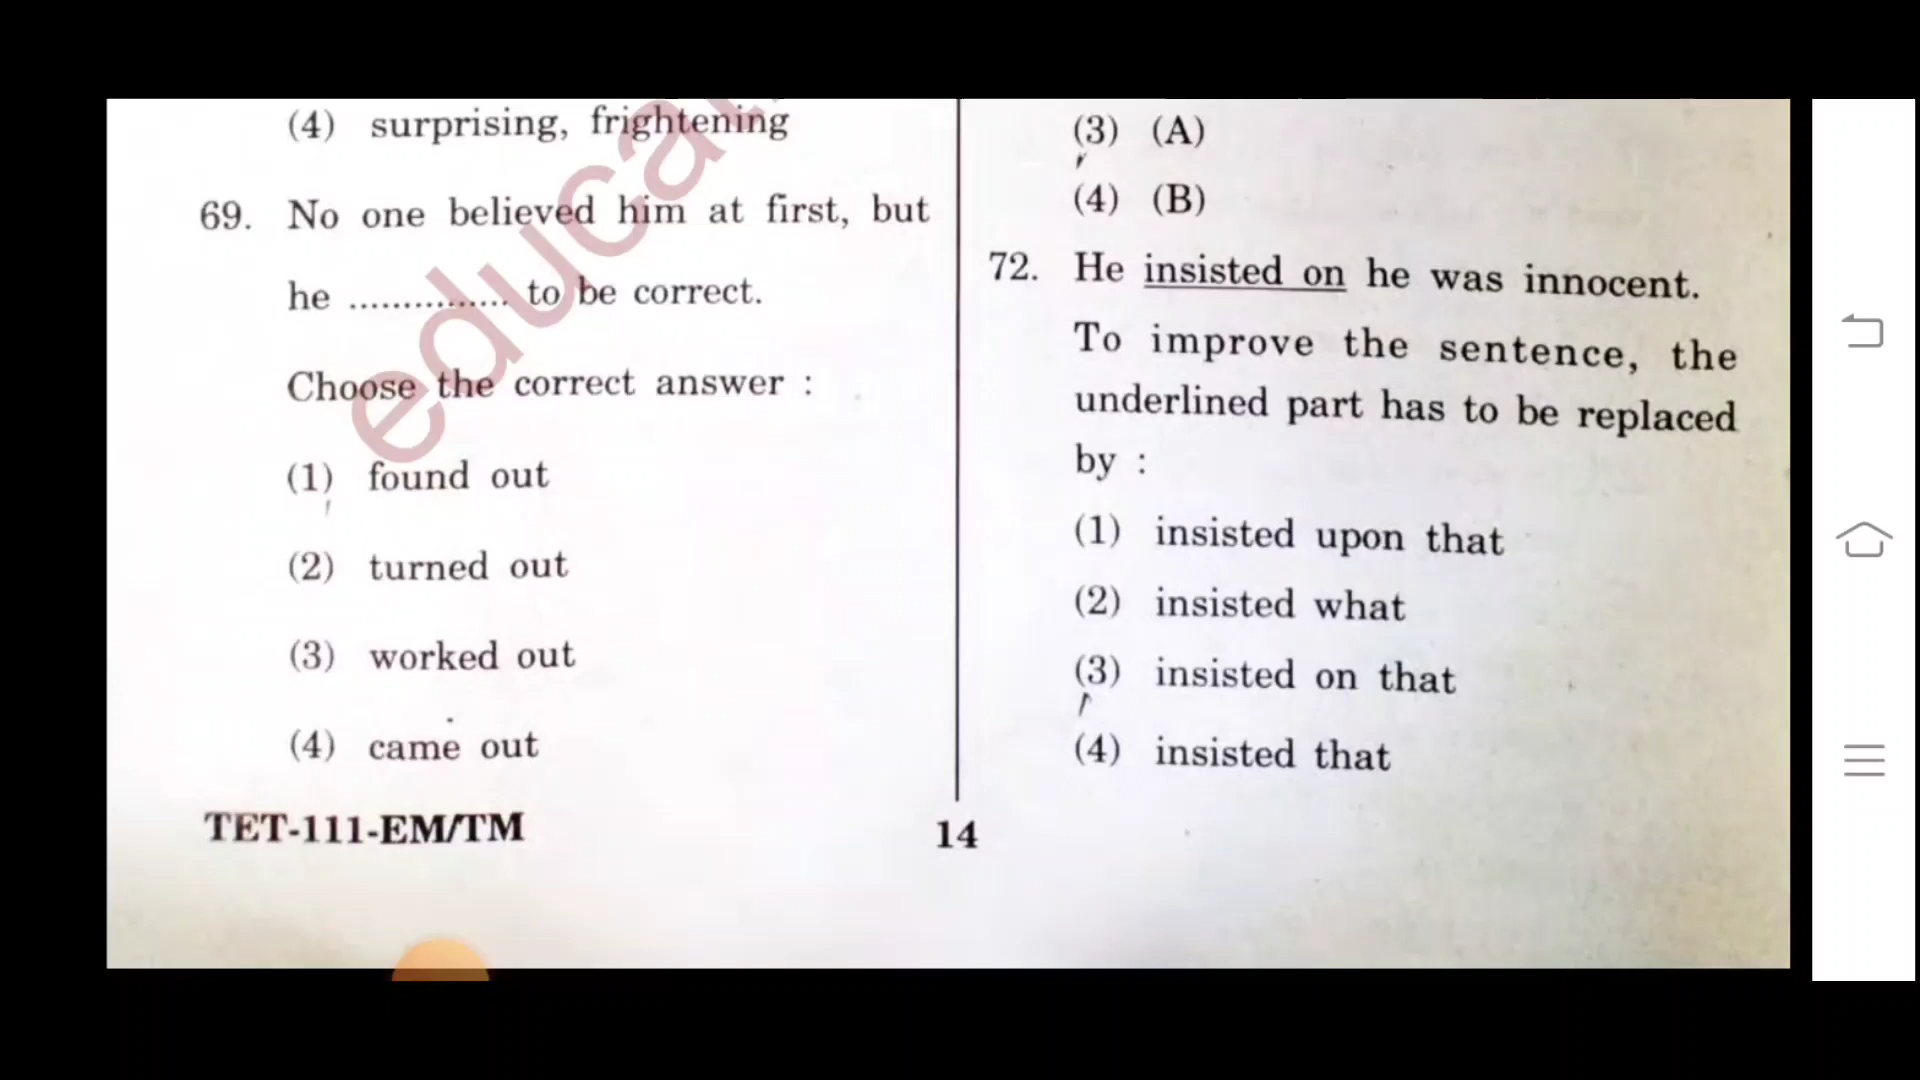 (4) surprising, frightening
69. No one believed him at first, but
he ............... to be correct.
Choose the correct answer :
(1) found out
(2) turned out
(3) worked out
(4) came out
TET-111-EM/TM
14
(3) (A)
(4) (B)
72. He insisted on he was innocent.
To improve the sentence, the
underlined part has to be replaced
by :
(1) insisted upon that
(2) insisted what
(3) insisted on that
(4) insisted that
educat